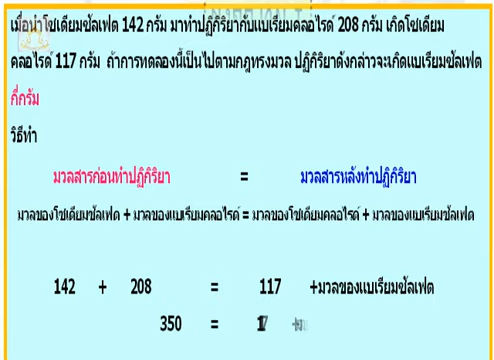 เมื่อนำโซเดียมซัลเฟต 142 กรัม มาทำปฏิกิริยากับแบเรียมคลอไรด์ 208 กรัม เกิดโซเดียม
คลอไรด์ 117 กรัม ถ้าการทดลองนี้เป็นไปตามกฎทรงมวล ปฏิกิริยาดังกล่าวจะเกิดแบเรียมซัลเฟต
กี่กรัม
วิธีทำ
มวลสารก่อนทำปฏิกิริยา = มวลสารหลังทำปฏิกิริยา
มวลของโซเดียมซัลเฟต + มวลของแบเรียมคลอไรด์ = มวลของโซเดียมคลอไรด์ + มวลของแบเรียมซัลเฟต
142 + 208 = 117 +มวลของแบเรียมซัลเฟต
350 =